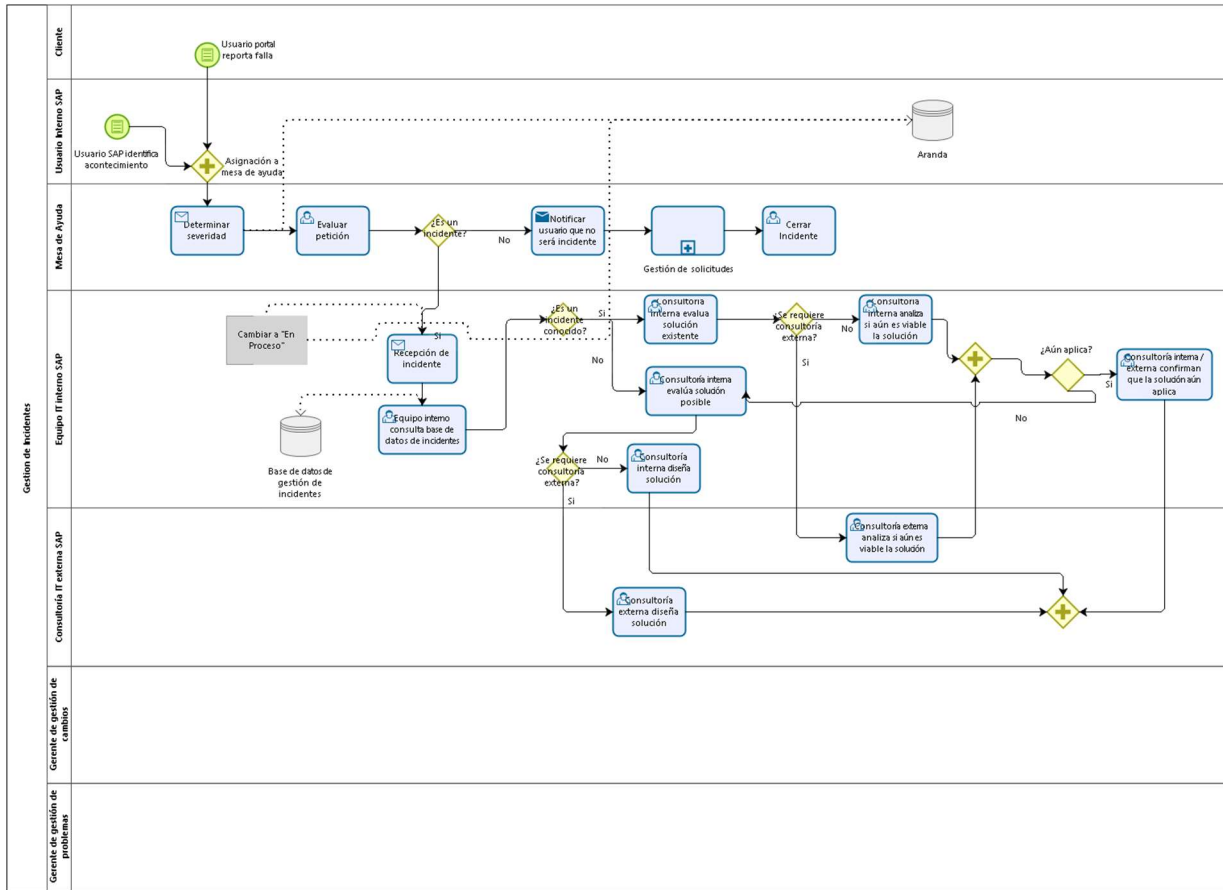 Gestion de Incidentes
Cliente
Usuario portal
reporta falla
Usuario Interno SAP
Usuario SAP identifica
acontecimiento
Asignación a
mesa de ayuda
Aranda
Mesa de Ayuda
Determinar
severidad
Evaluar
petición
¿Es un
incidente?
No
Notificar
usuario que no
será incidente
Gestión de solicitudes
Cerrar
Incidente
Equipo IT interno SAP
Cambiar a "En
Proceso"
Si
Recepción de
incidente
Equipo interno
consulta base de
datos de incidentes
Base de datos de
gestión de
incidentes
¿Es un
incidente
conocido?
Si
No
Consultoría
interna evalua
solución
existente
¿Se requiere
consultoría
externa?
No
Si
Consultoría
interna analiza
si aún es viable
la solución
¿Aún aplica?
Si
No
Consultoría interna /
externa confirman
que la solución aún
aplica
Consultoría interna
evalúa solución
posible
¿Se requiere
consultoría
externa?
No
Si
Consultoría
interna diseña
solución
Consultoría IT externa SAP
Consultoría externa
analiza si aún es
viable la solución
Consultoría
externa diseña
solución
Gerente de gestión de
cambios
Gerente de gestión de
problemas